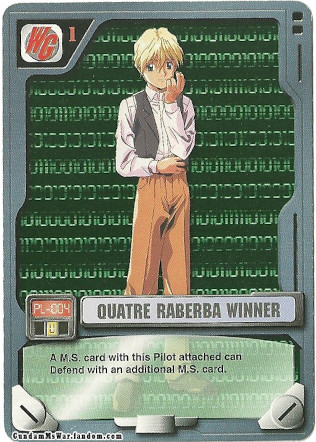 WG 1
PL-004
QUATRE RABERBA WINNER
A M.S. card with this Pilot attached can
Defend with an additional M.S. card.
GundamMsWar.fandom.com